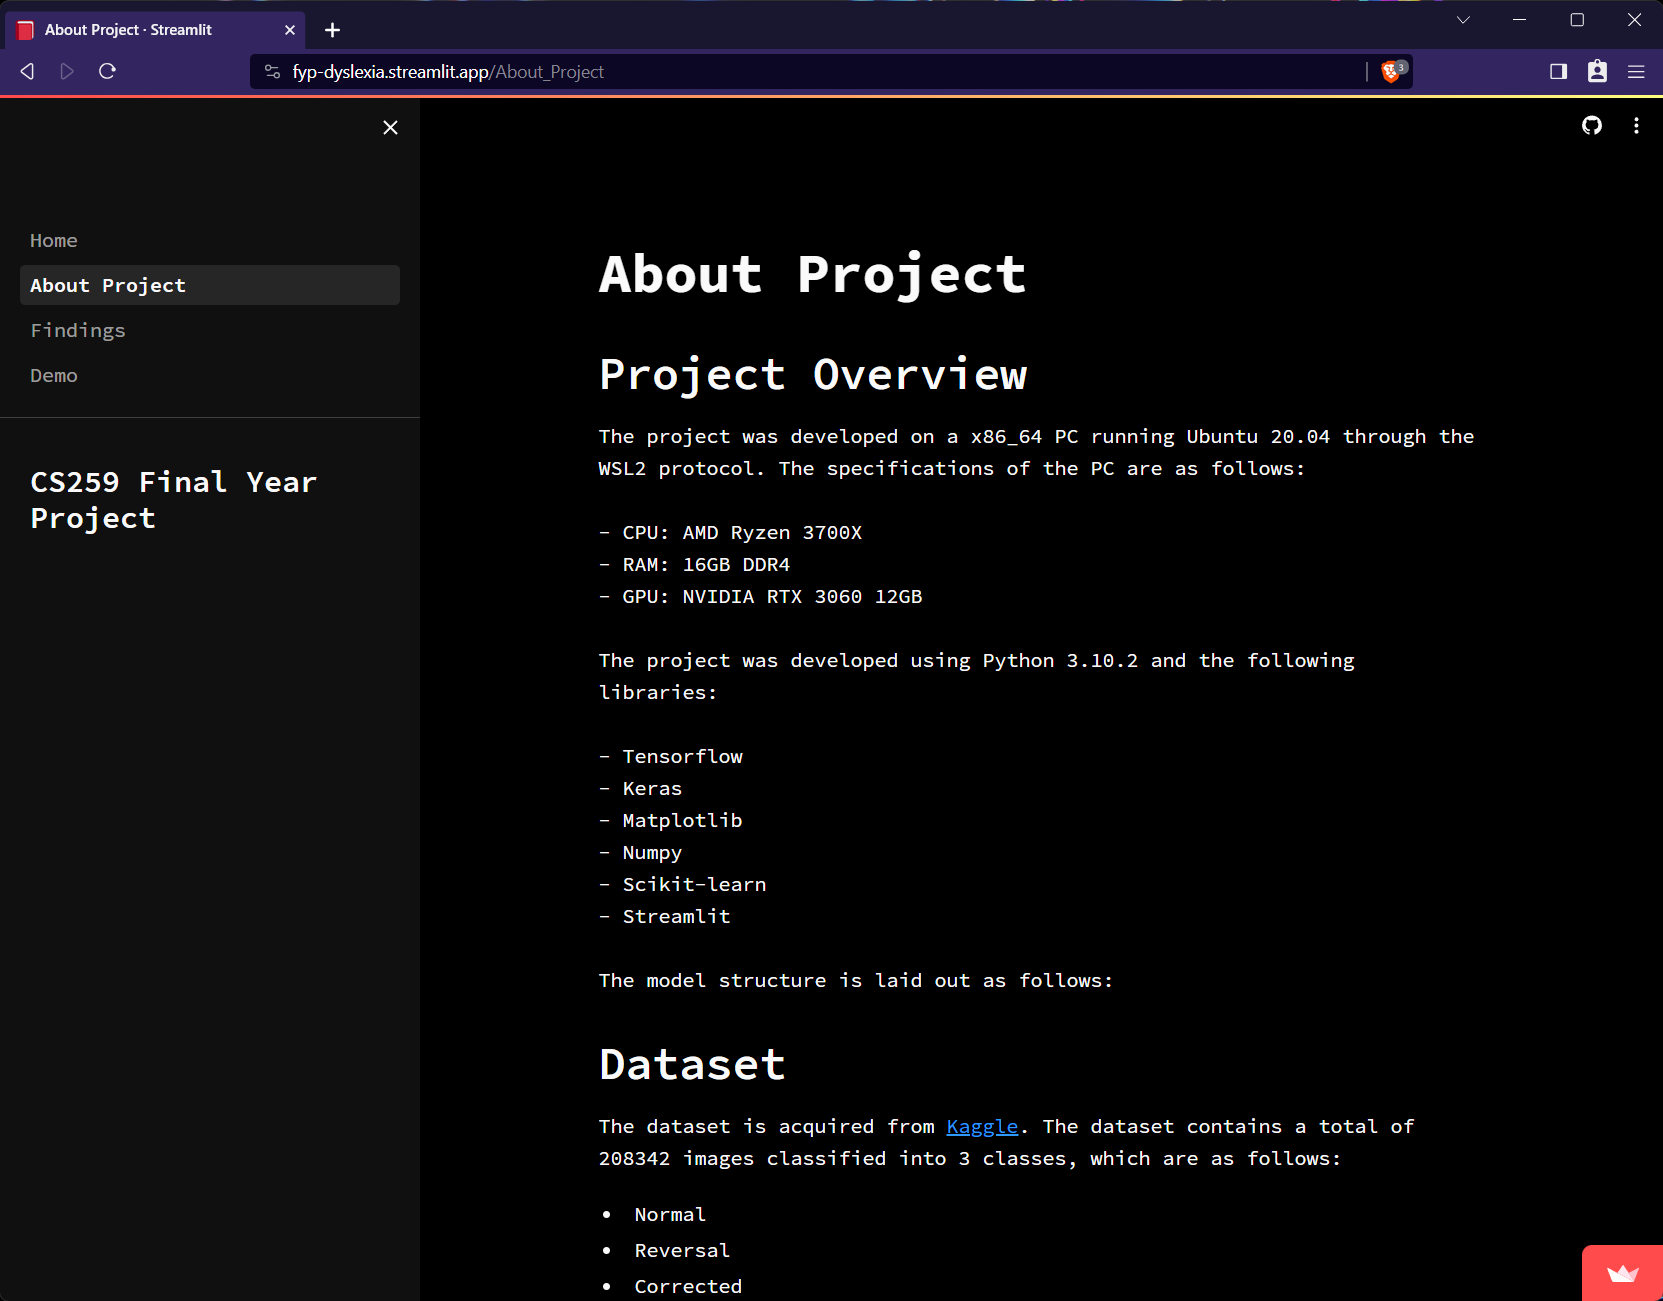 About Project · Streamlit
fyp-dyslexia.streamlit.app/About_Project
3
Home
About Project
Findings
Demo
CS259 Final Year
Project
About Project
Project Overview
The project was developed on a x86_64 PC running Ubuntu 20.04 through the
WSL2 protocol. The specifications of the PC are as follows:
- CPU: AMD Ryzen 3700X
- RAM: 16GB DDR4
- GPU: NVIDIA RTX 3060 12GB
The project was developed using Python 3.10.2 and the following
libraries:
- Tensorflow
- Keras
- Matplotlib
- Numpy
- Scikit-learn
- Streamlit
The model structure is laid out as follows:
Dataset
The dataset is acquired from Kaggle. The dataset contains a total of
208342 images classified into 3 classes, which are as follows:
• Normal
• Reversal
• Corrected